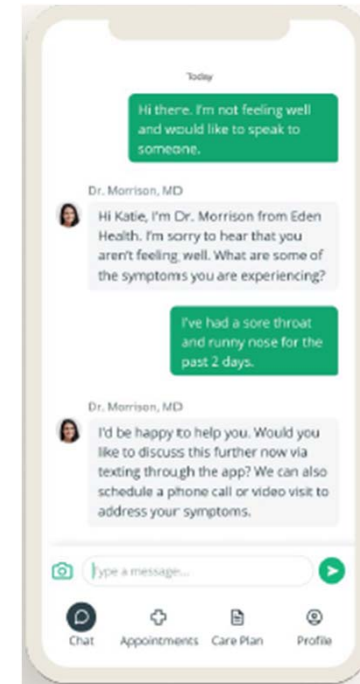 Today
Hi there. I'm not feeling well
and would like to speak to
someone.
Dr. Morrison, MD
Hi Katie, I'm Dr. Morrison from Eden
Health. I'm sorry to hear that you
aren't feeling well. What are some of
the symptoms you are experiencing?
I've had a sore throat
and runny nose for the
past 2 days.
Dr. Morrison, MD
I'd be happy to help you. Would you
like to discuss this further now via
texting through the app? We can also
schedule a phone call or video visit to
address your symptoms.
Type a message...
Chat Appointments Care Plan Profile